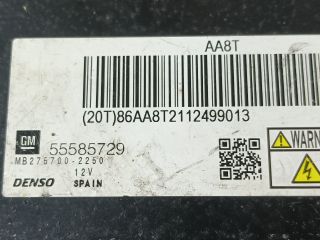 AA8T
(20T)86AA8T2112499013
GM 55585729
MB275700-2250
12V
DENSO SPAIN
WARN